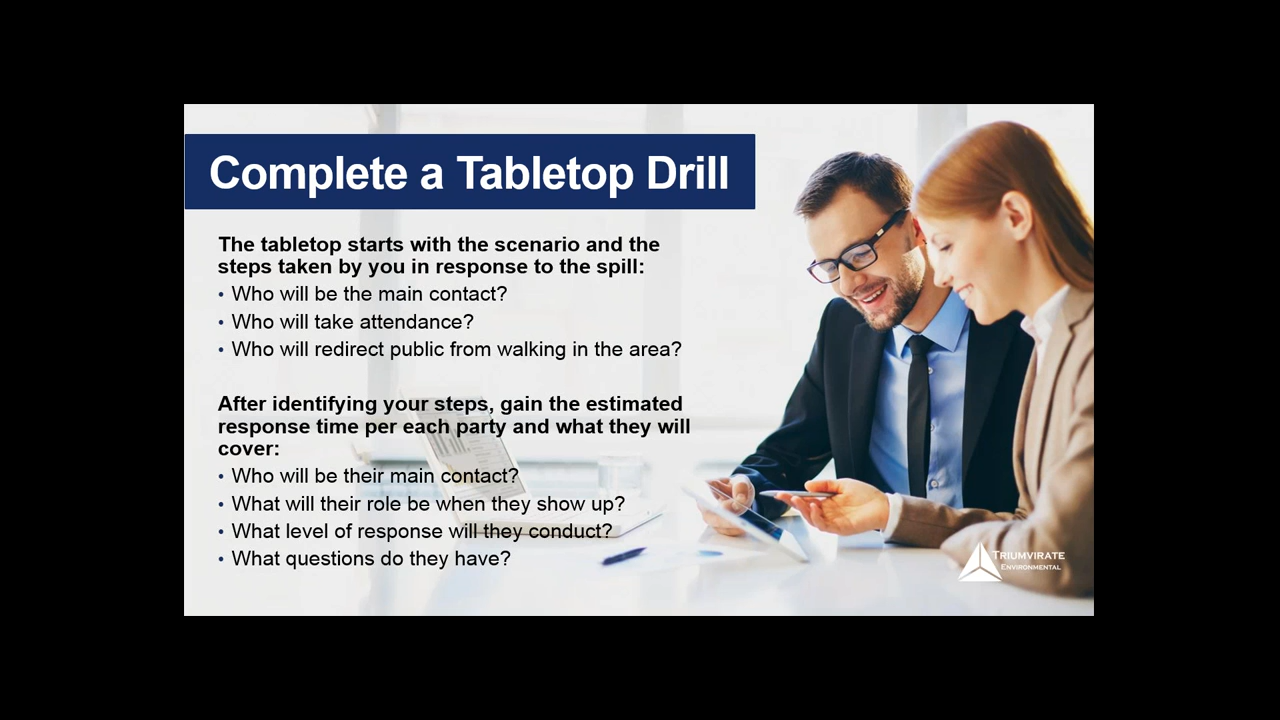 Complete a Tabletop Drill
The tabletop starts with the scenario and the
steps taken by you in response to the spill:
• Who will be the main contact?
• Who will take attendance?
• Who will redirect public from walking in the area?
After identifying your steps, gain the estimated
response time per each party and what they will
cover:
• Who will be their main contact?
• What will their role be when they show up?
• What level of response will they conduct?
• What questions do they have?
TRIUMVIRATE
ENVIRONMENTAL